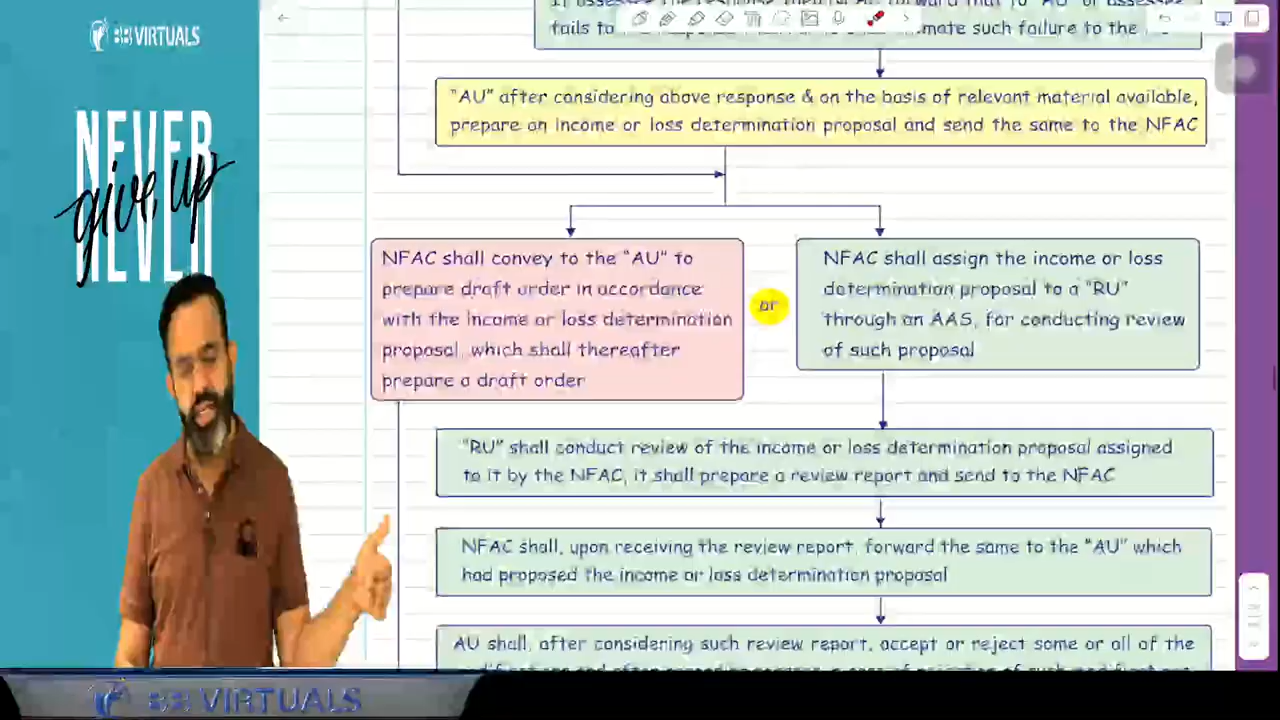 BB VIRTUALS
NEVER
give up
NEVER
"AU"
tails to such failure to the
"AU" after considering above response & on the basis of relevant material available,
prepare an income or loss determination proposal and send the same to the NFAC
NFAC shall convey to the "AU" to
prepare draft order in accordance
with the income or loss determination
proposal, which shall thereafter
prepare a draft order
or
NFAC shall assign the income or loss
determination proposal to a "RU"
through an AAS, for conducting review
of such proposal
"RU" shall conduct review of the income or loss determination proposal assigned
to it by the NFAC, it shall prepare a review report and send to the NFAC
NFAC shall, upon receiving the review report, forward the same to the "AU" which
had proposed the income or loss determination proposal
AU shall, after considering such review report, accept or reject some or all of the
BB VIRTUALS